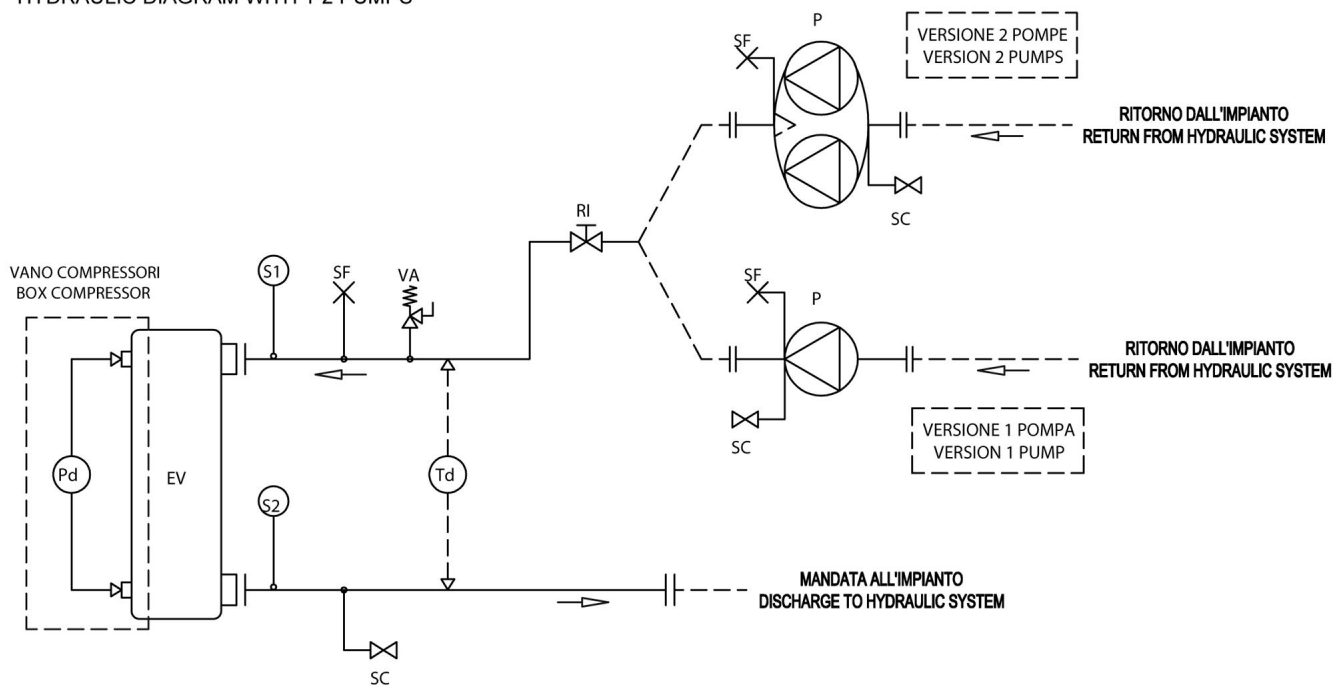 HYDRAULIC DIAGRAM WITH 1-2 PUMPS
P
SF
VERSIONE 2 POMPE
VERSION 2 PUMPS
RITORNO DALL'IMPIANTO
RETURN FROM HYDRAULIC SYSTEM
SC
RI
VANO COMPRESSORI
BOX COMPRESSOR
S1
SF
VA
SF
P
RITORNO DALL'IMPIANTO
RETURN FROM HYDRAULIC SYSTEM
SC
VERSIONE 1 POMPA
VERSION 1 PUMP
Pd
EV
Td
S2
MANDATA ALL'IMPIANTO
DISCHARGE TO HYDRAULIC SYSTEM
SC